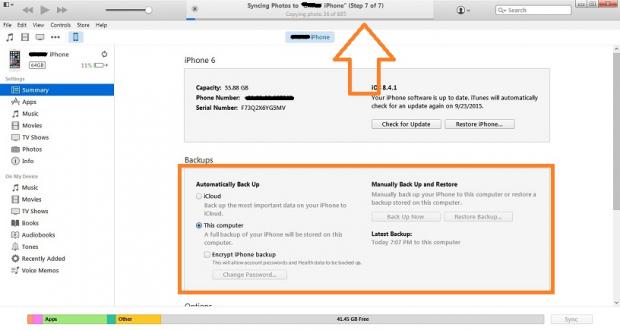 Syncing Photos to " iPhone" (Step 7 of 7)
Copying photo 36 of 885
Search
File Edit View Controls Store Help
iPhone
iPhone
64GB 11%
Settings
Summary
Apps
Music
Movies
TV Shows
Photos
Info
On My Device
Music
Movies
TV Shows
Books
Audiobooks
Tones
Recently Added
Voice Memos
iPhone 6
Capacity: 55.88 GB
Phone Number:
Serial Number: F73Q2X6YG5MV
8.4.1
Your iPhone software is up to date. iTunes will automatically
check for an update again on 9/23/2015.
Check for Update Restore iPhone...
Backups
Automatically Back Up
iCloud
Back up the most important data on your iPhone to
iCloud.
This computer
A full backup of your iPhone will be stored on this
computer.
Encrypt iPhone backup
This will allow account passwords and Health data to be backed up.
Change Password...
Manually Back Up and Restore
Manually back up your iPhone to this computer or restore a
backup stored on this computer.
Back Up Now Restore Backup...
Latest Backup:
Today 7:07 PM to this computer
Options
Apps Other 41.45 GB Free Sync